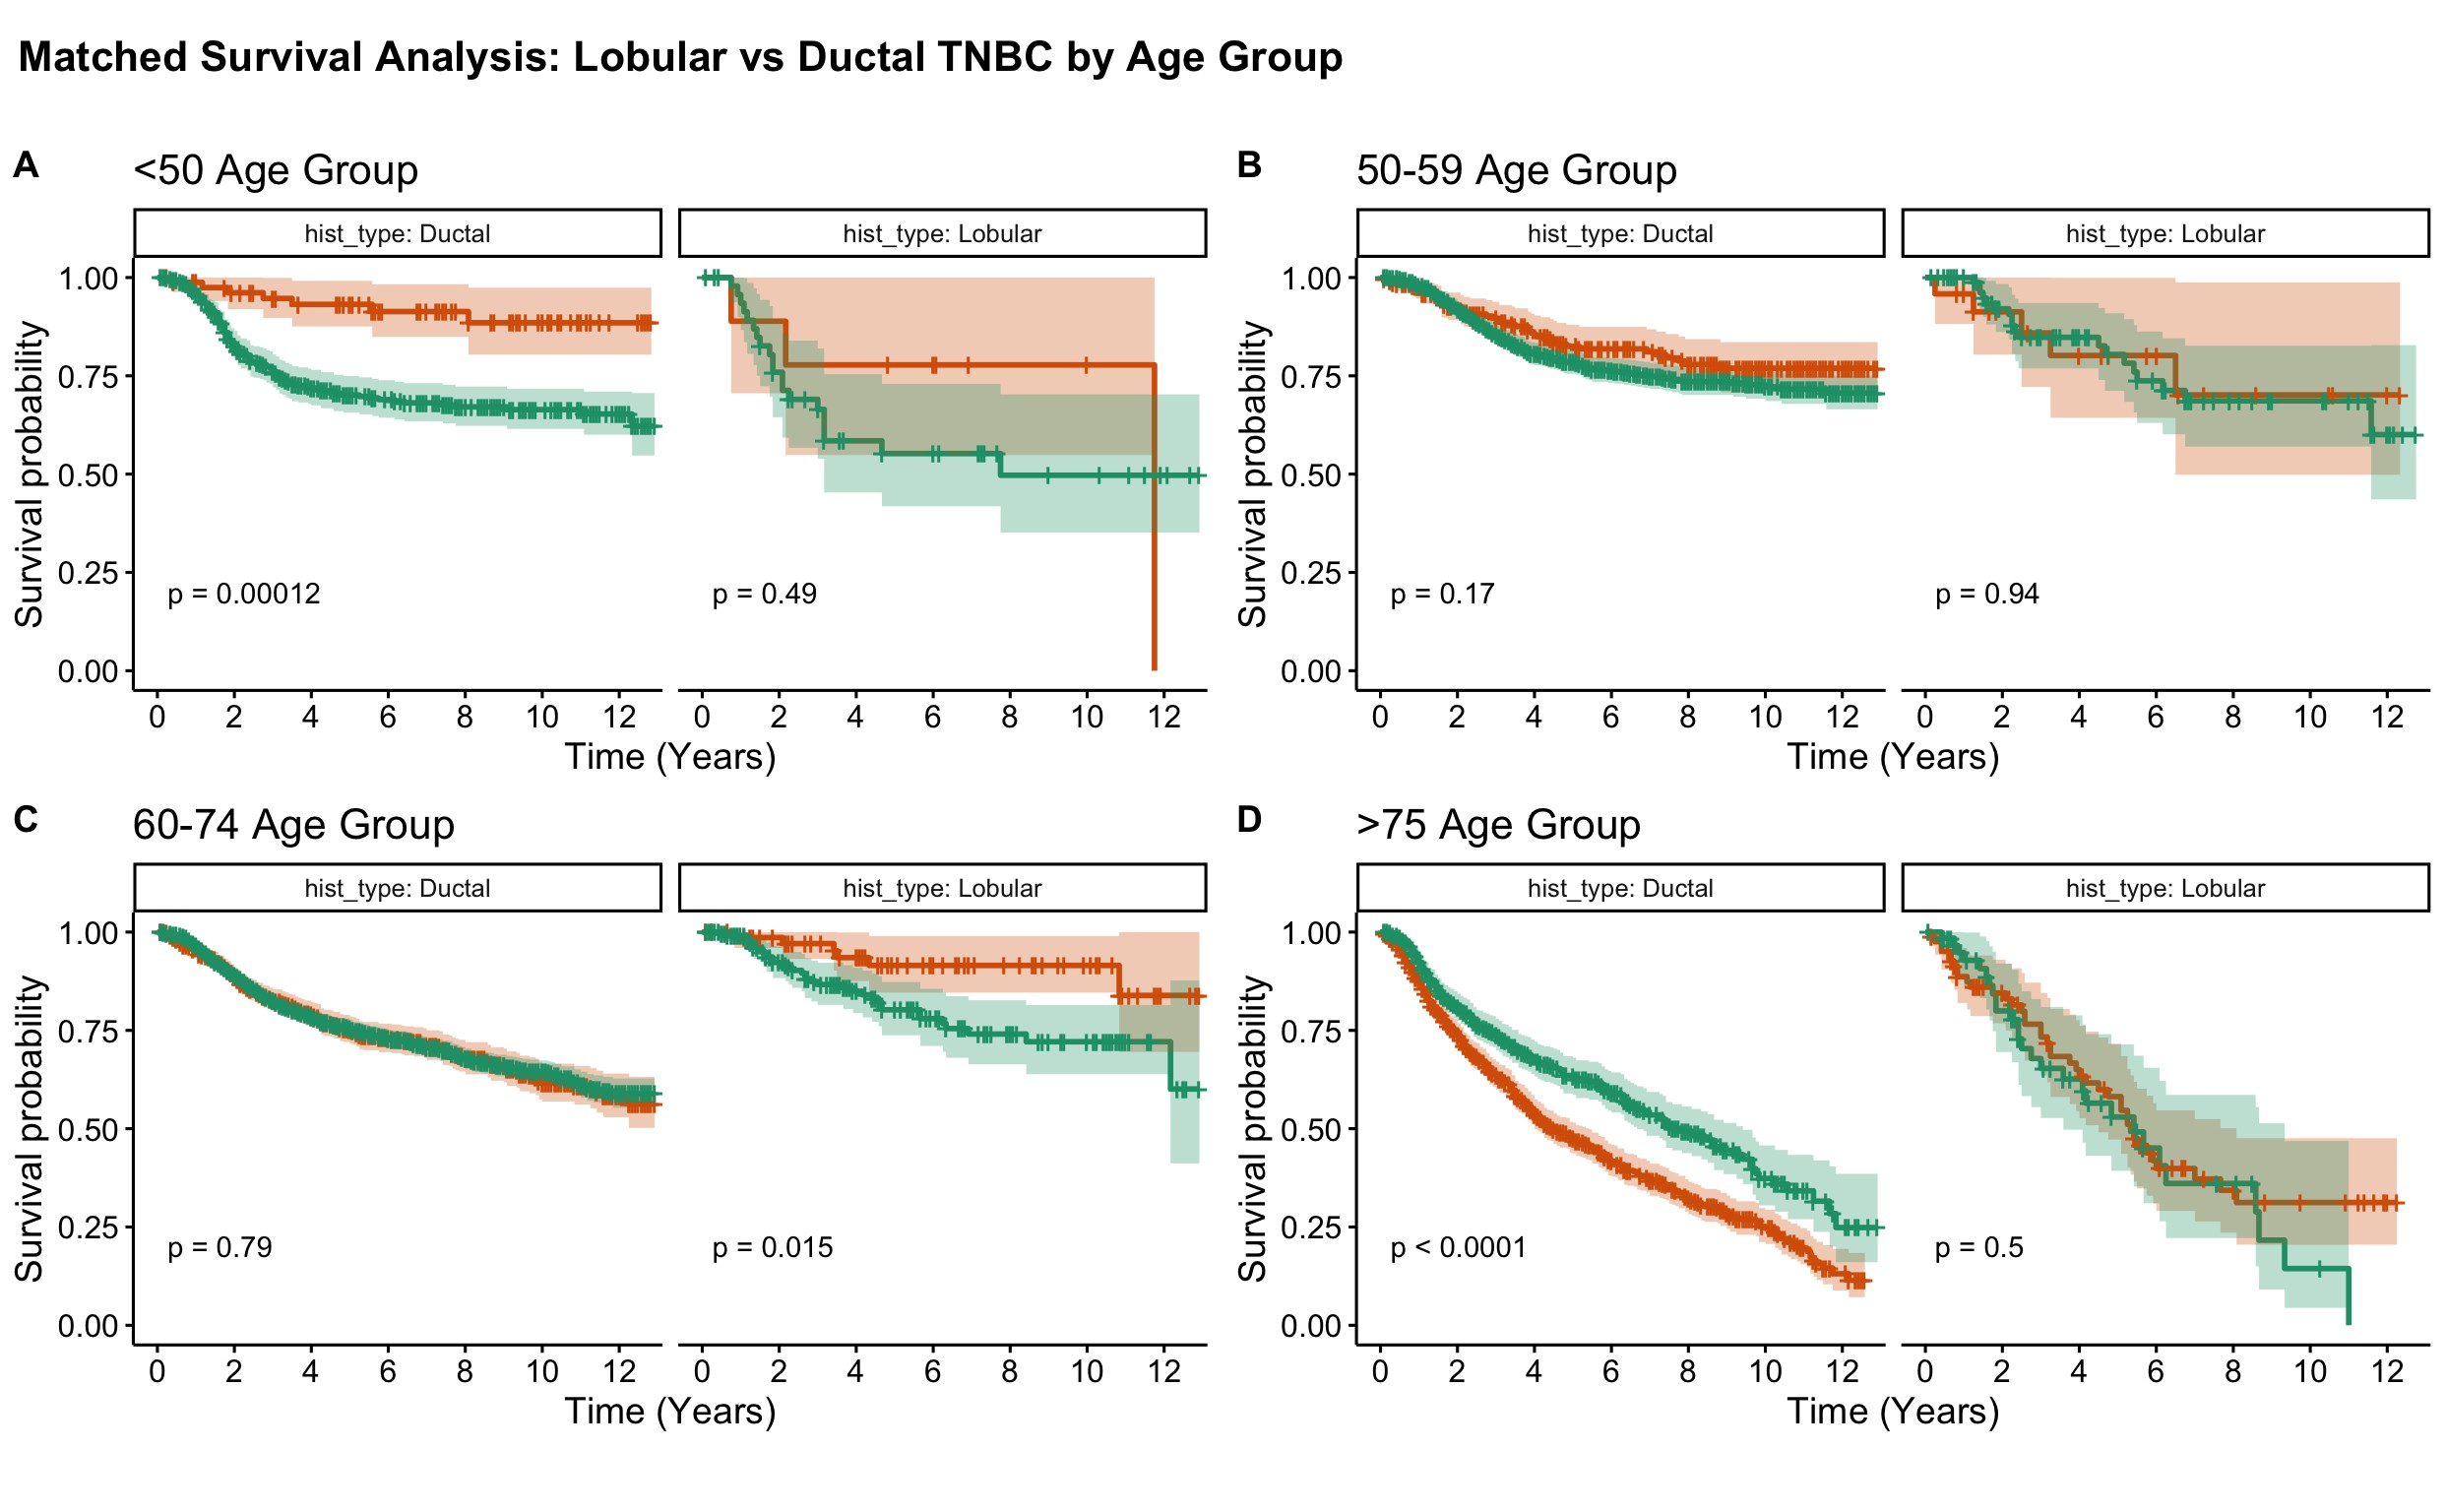 Matched Survival Analysis: Lobular vs Ductal TNBC by Age Group
A
<50 Age Group
hist_type: Ductal
hist_type: Lobular
Survival probability
1.00
0.75
0.50
0.25
0.00
p = 0.00012
p = 0.49
0 2 4 6 8 10 12
0 2 4 6 8 10 12
Time (Years)
B
50-59 Age Group
hist_type: Ductal
hist_type: Lobular
Survival probability
1.00
0.75
0.50
0.25
0.00
p = 0.17
p = 0.94
0 2 4 6 8 10 12
0 2 4 6 8 10 12
Time (Years)
C
60-74 Age Group
hist_type: Ductal
hist_type: Lobular
Survival probability
1.00
0.75
0.50
0.25
0.00
p = 0.79
p = 0.015
0 2 4 6 8 10 12
0 2 4 6 8 10 12
Time (Years)
D
>75 Age Group
hist_type: Ductal
hist_type: Lobular
Survival probability
1.00
0.75
0.50
0.25
0.00
p < 0.0001
p = 0.5
0 2 4 6 8 10 12
0 2 4 6 8 10 12
Time (Years)